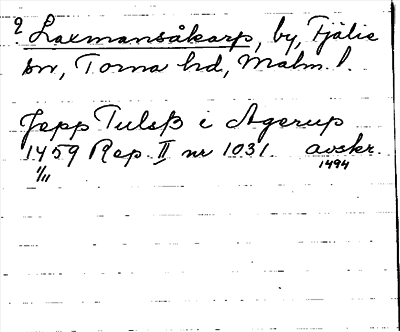 ? Laxmansåkarp, by, Fjälie
sn, Torna hd, Malm. l.
Jepp Tulsß i Agerup
1459 Rep. II nr 1031. avskr.
1/11 1494